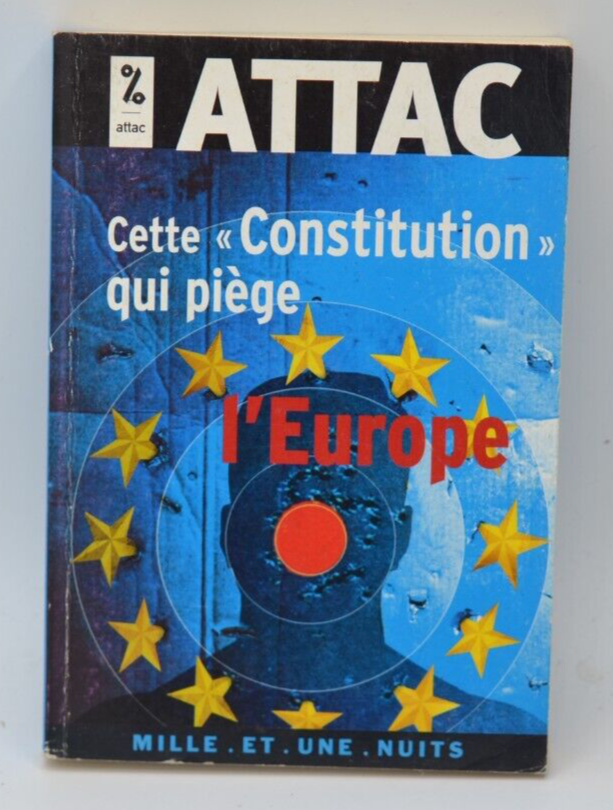 %
attac
ATTAC
Cette « Constitution »
qui piège
l'Europe
MILLE . ET . UNE . NUITS